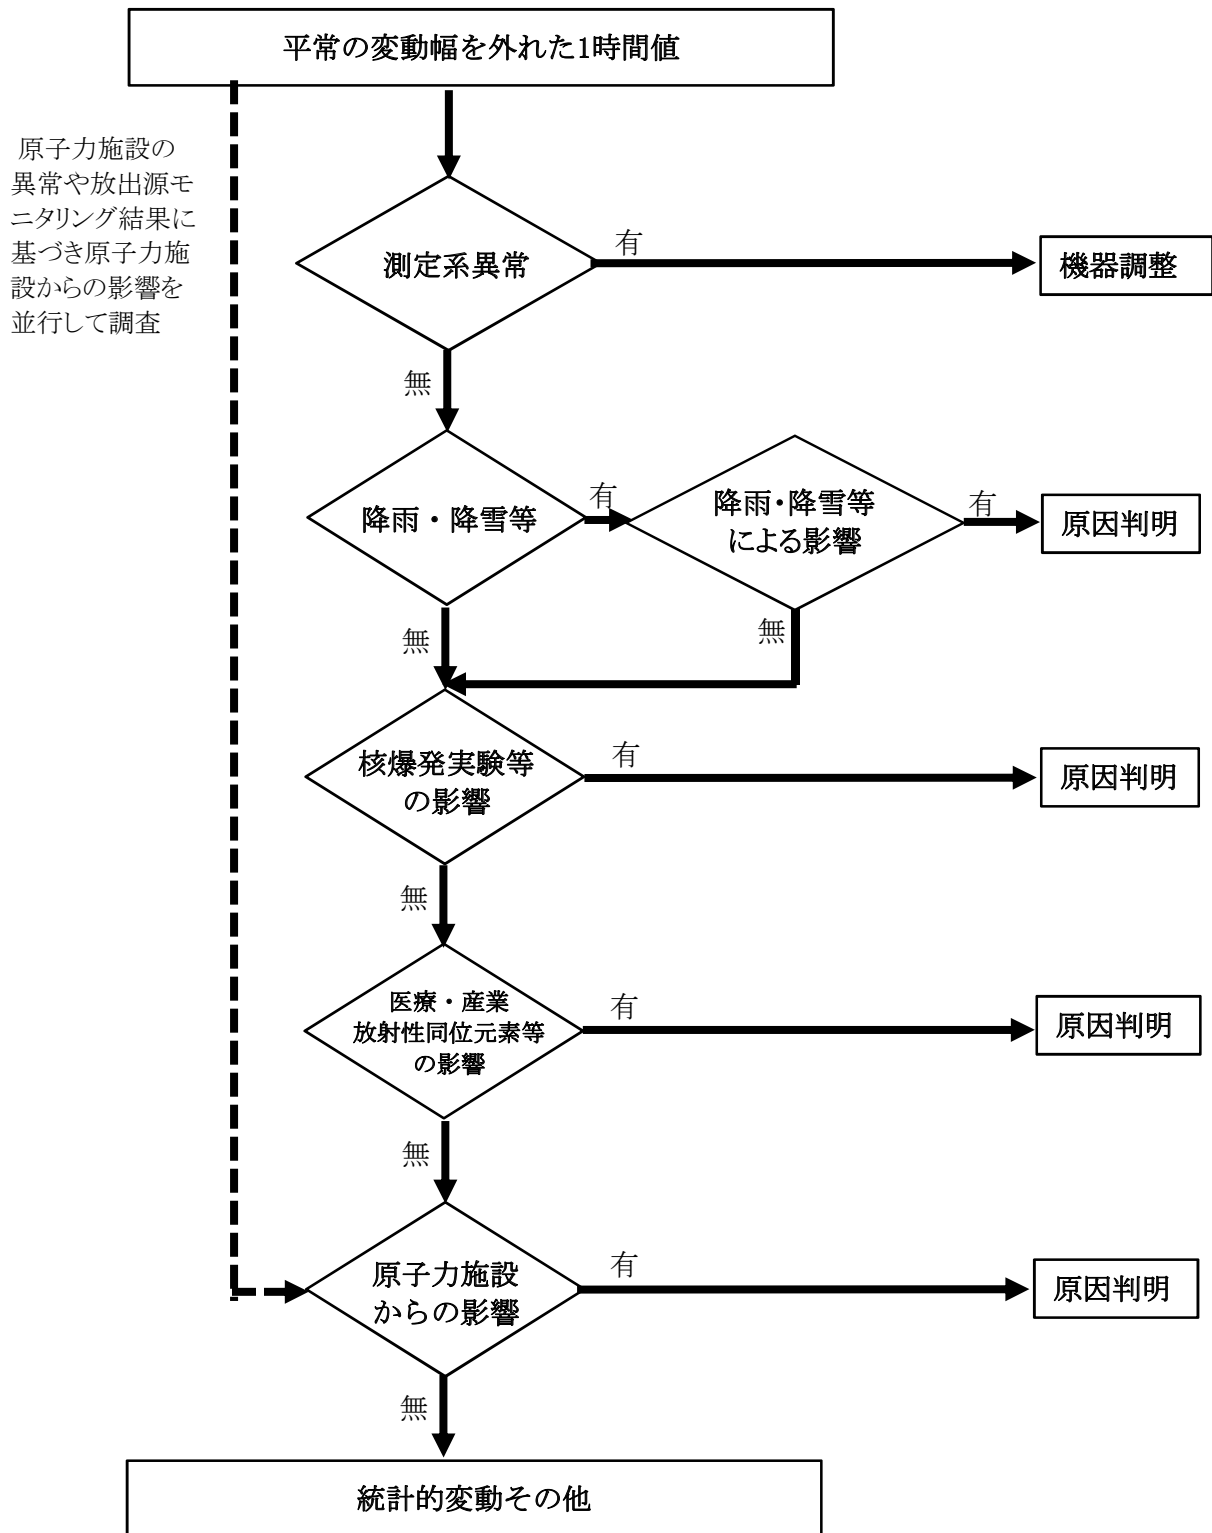 平常の変動幅を外れた1時間値
原子力施設の
異常や放出源モ
ニタリング結果に
基づき原子力施
設からの影響を
並行して調査
測定系異常
有
機器調整
無
降雨・降雪等
有
降雨・降雪等
による影響
有
原因判明
無
無
核爆発実験等
の影響
有
原因判明
無
医療・産業
放射性同位元素等
の影響
有
原因判明
無
原子力施設
からの影響
有
原因判明
無
統計的変動その他